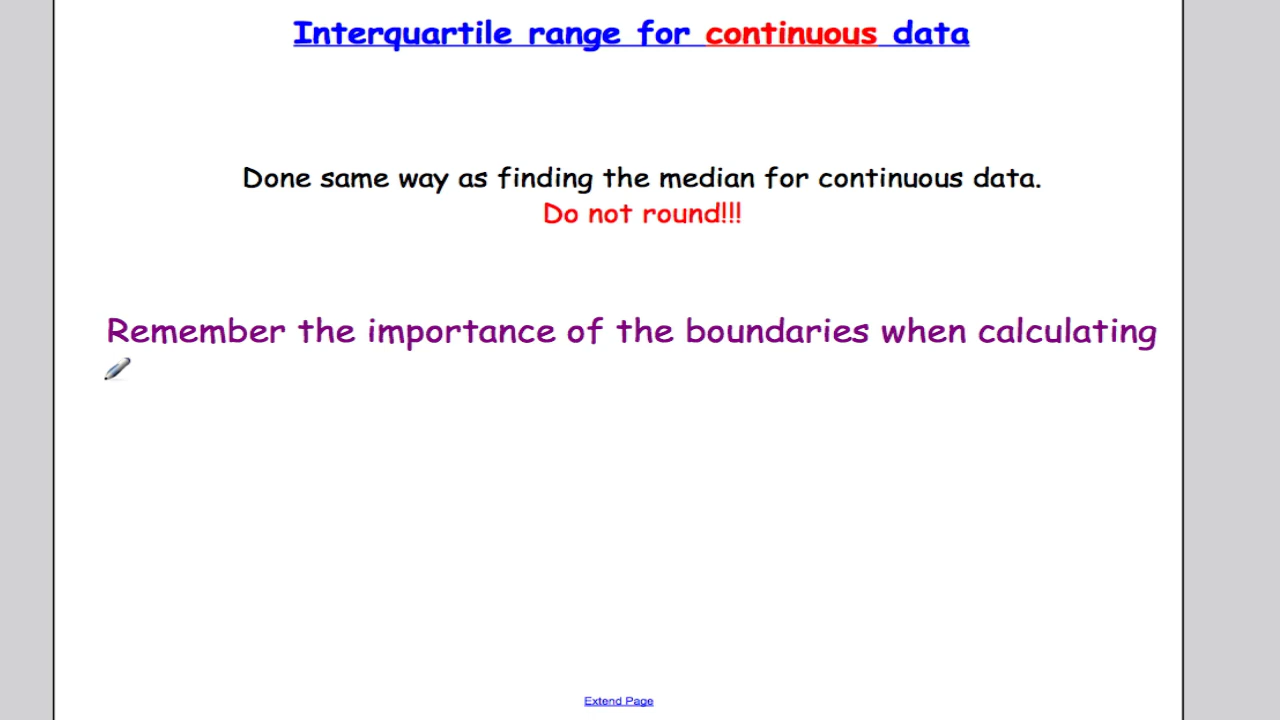 Interquartile range for continuous data
Done same way as finding the median for continuous data.
Do not round!!!
Remember the importance of the boundaries when calculating
Extend Page